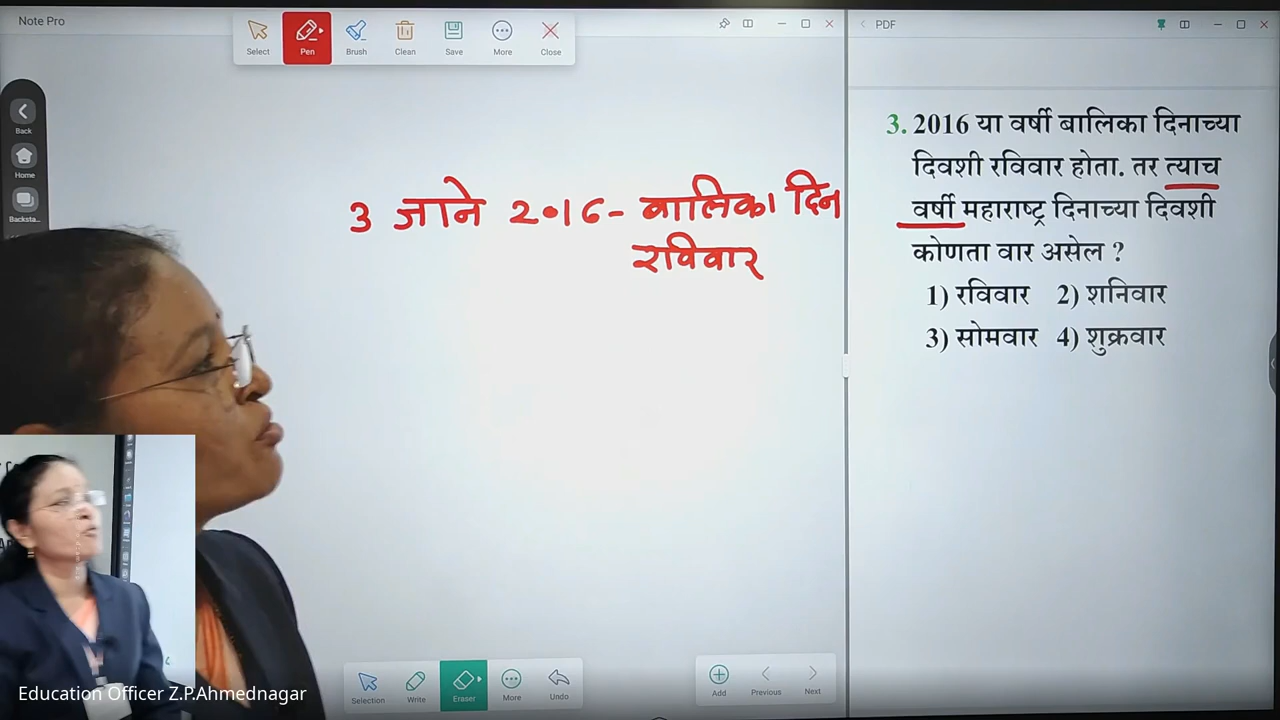 Note Pro
Select
Pen
Brush
Clean
Save
More
Close
PDF
Back
Home
Backsta...
3 जाने 2016 - बालिका दिन
रविवार
3. 2016 या वर्षी बालिका दिनाच्या
दिवशी रविवार होता. तर त्याच
वर्षी महाराष्ट्र दिनाच्या दिवशी
कोणता वार असेल ?
1) रविवार 2) शनिवार
3) सोमवार 4) शुक्रवार
Selection
Write
Eraser
More
Undo
Add
Previous
Next
Education Officer Z.P.Ahmednagar